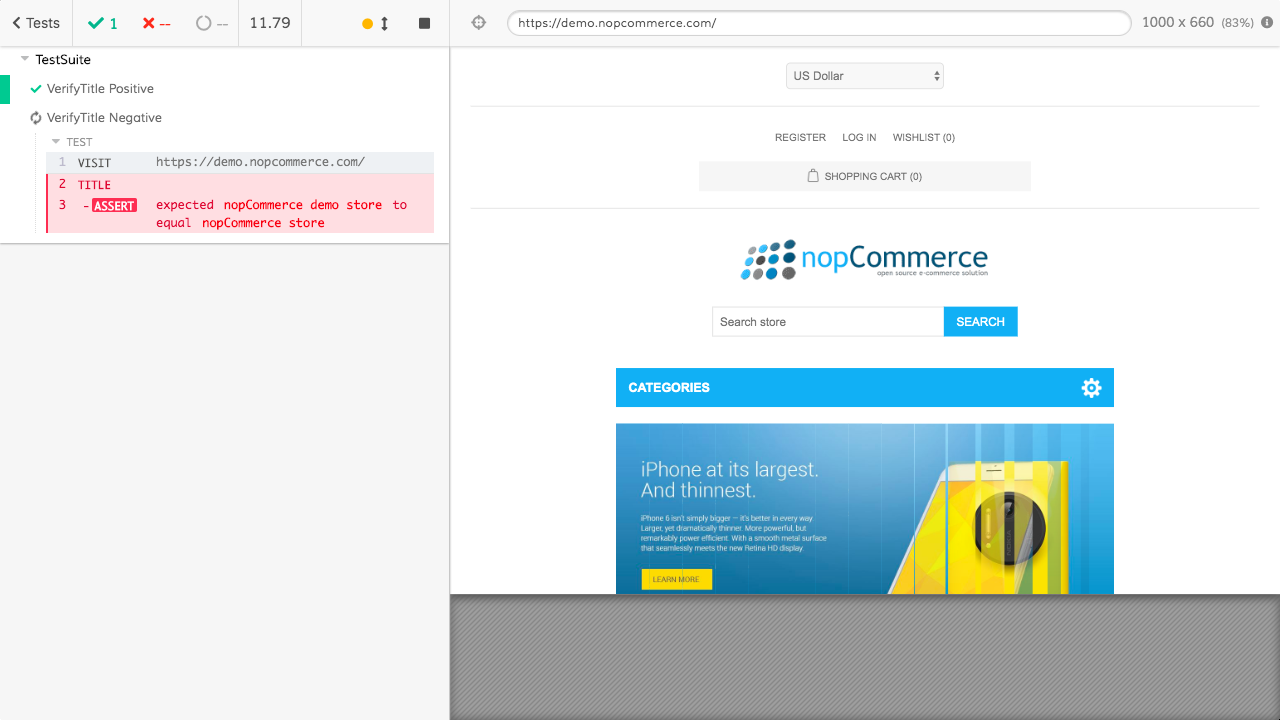 Tests
1
--
--
11.79
https://demo.nopcommerce.com/
1000 x 660 (83%)
TestSuite
VerifyTitle Positive
VerifyTitle Negative
TEST
1 VISIT https://demo.nopcommerce.com/
2 TITLE
3 -ASSERT expected nopCommerce demo store to
equal nopCommerce store
US Dollar
REGISTER LOG IN WISHLIST (0)
SHOPPING CART (0)
nopCommerce
open source e-commerce solution
Search store SEARCH
CATEGORIES
iPhone at its largest.
And thinnest.
iPhone 6 isn't simply bigger – it's better in every way.
Larger, yet dramatically thinner. More powerful, but
remarkably power efficient. With a smooth metal surface
that seamlessly meets the new Retina HD display.
LEARN MORE
NOKIA